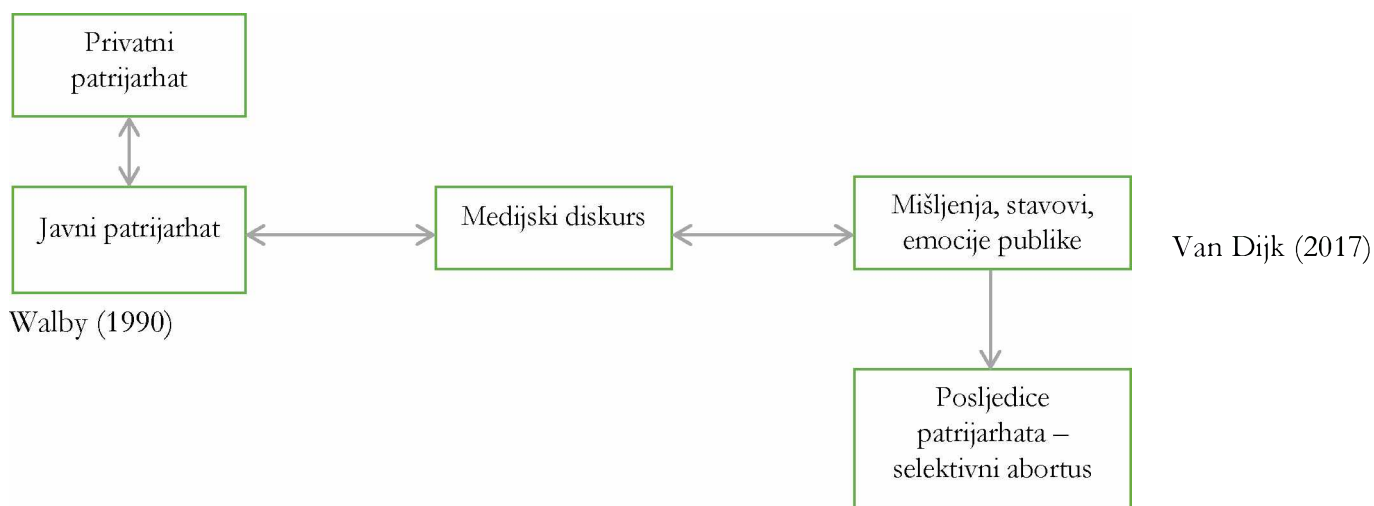 Privatni
patrijarhat
Javni patrijarhat
Walby (1990)
Medijski diskurs
Mišljenja, stavovi,
emocije publike
Van Dijk (2017)
Posljedice
patrijarhata –
selektivni abortus